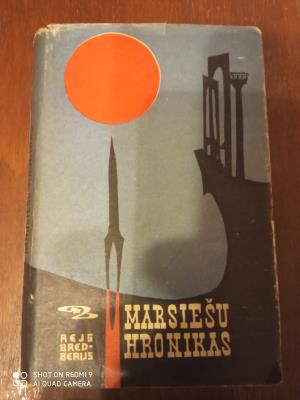 MARSIEŠU
HRONIKAS
REJS
BRED-
BERIJS
SHOT ON REDMI 9
AI QUAD CAMERA